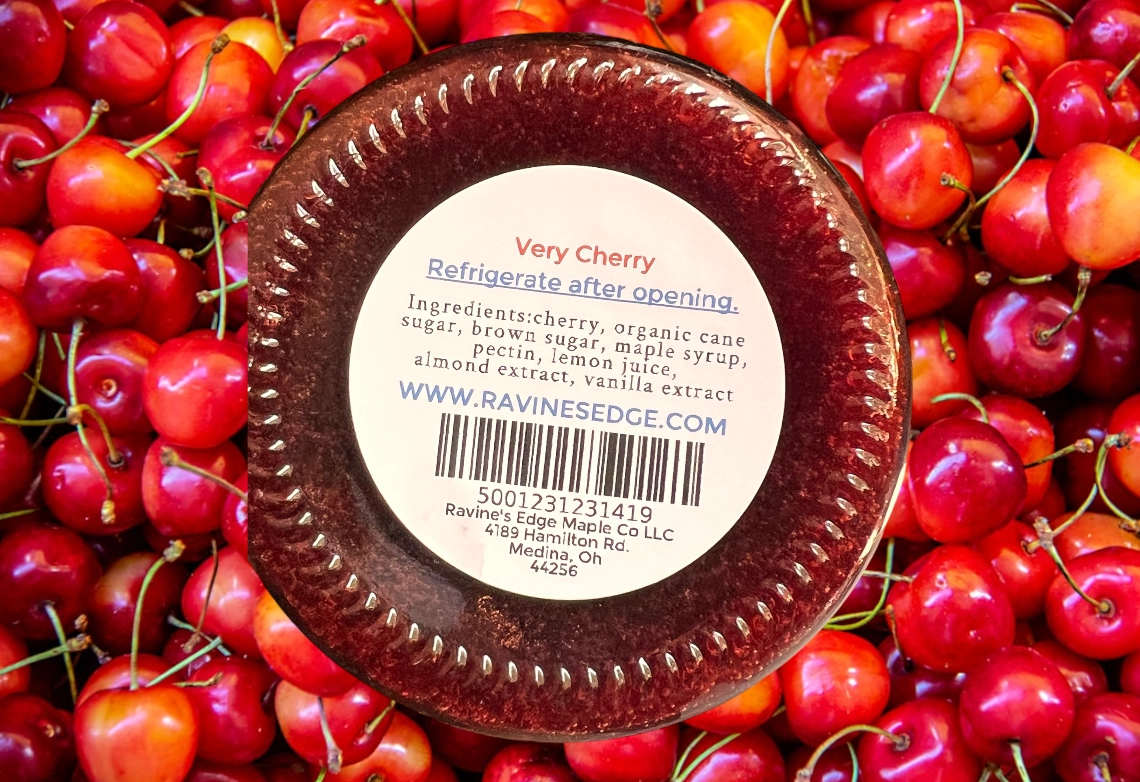 Very Cherry
Refrigerate after opening.
Ingredients:cherry, organic cane
sugar, brown sugar, maple syrup,
pectin, lemon juice,
almond extract, vanilla extract
WWW.RAVINESEDGE.COM
5001231231419
Ravine's Edge Maple Co LLC
4189 Hamilton Rd.
Medina, Oh
44256